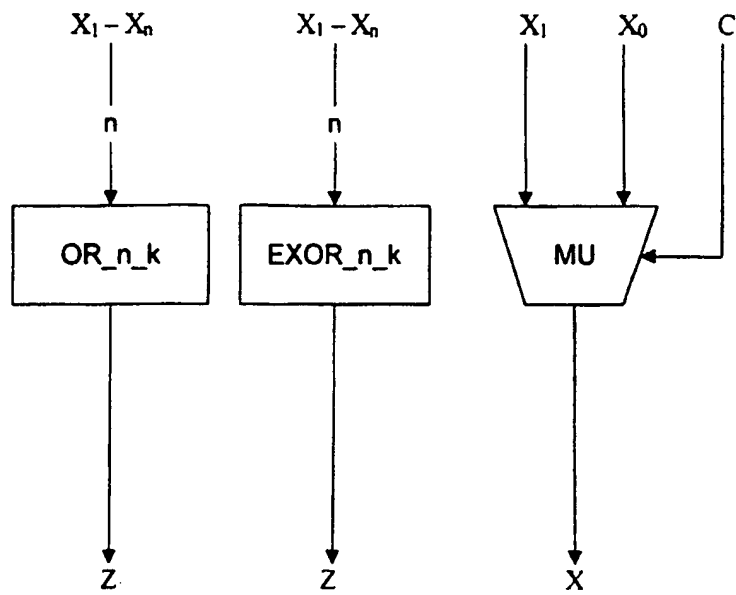 X₁ – Xₙ
X₁ – Xₙ
X₁
X₀
C
n
n
OR_n_k
EXOR_n_k
MU
Z
Z
X